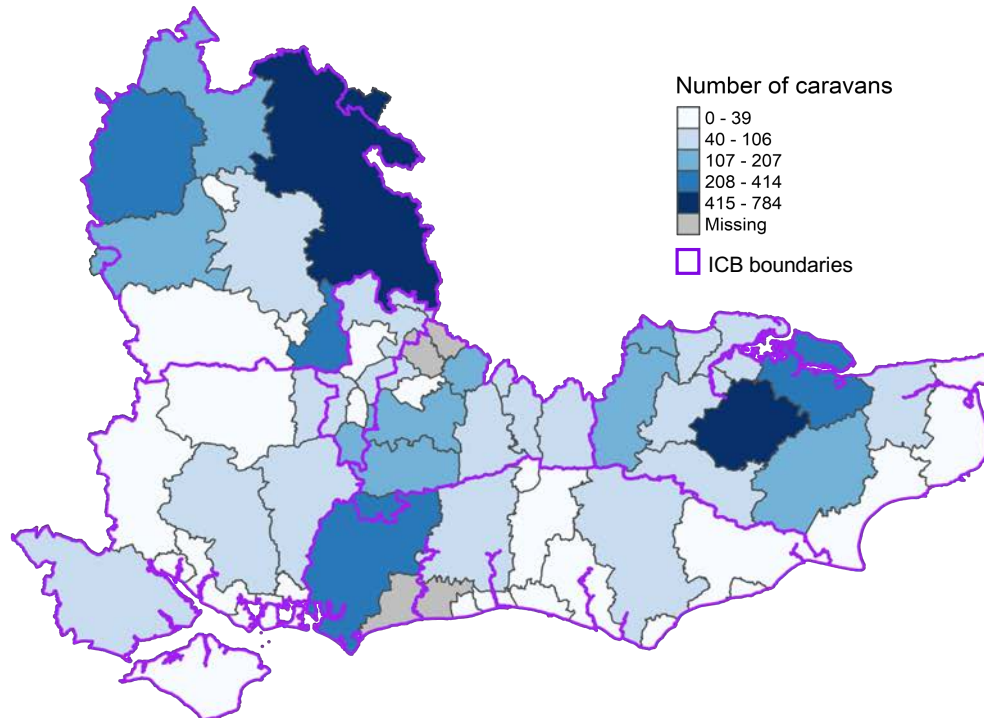 Number of caravans
0 - 39
40 - 106
107 - 207
208 - 414
415 - 784
Missing
ICB boundaries